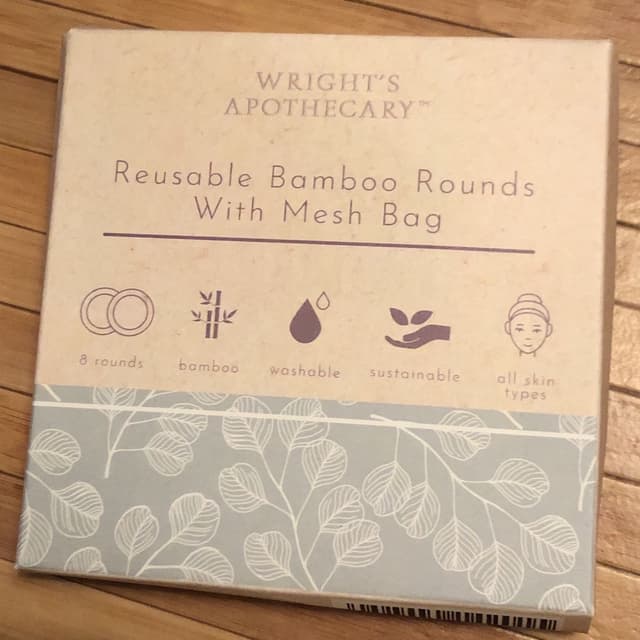 WRIGHT'S
APOTHECARY™
Reusable Bamboo Rounds
With Mesh Bag
8 rounds
bamboo
washable
sustainable
all skin
types